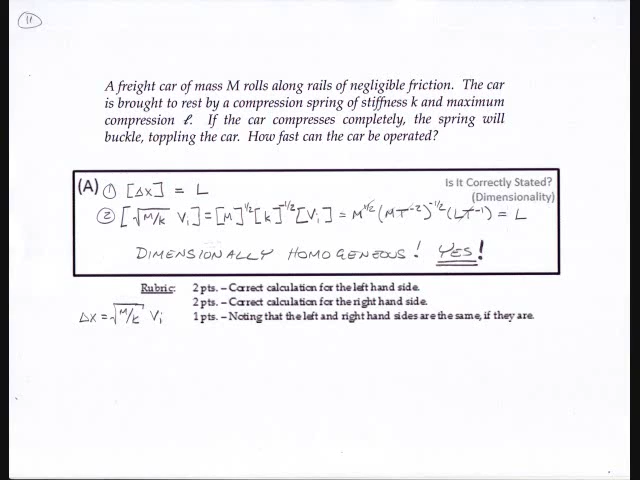 11
A freight car of mass M rolls along rails of negligible friction. The car
is brought to rest by a compression spring of stiffness k and maximum
compression ℓ. If the car compresses completely, the spring will
buckle, toppling the car. How fast can the car be operated?
Is It Correctly Stated?
(Dimensionality)
(A) ① [Δx] = L
② [√M/k Vi] = [M]^1/2 [k]^-1/2 [Vi] = M^1/2 (MT^-2)^-1/2 (LT^-1) = L
DIMENSIONALLY HOMOGENEOUS! YES!
Rubric: 2 pts. – Correct calculation for the left hand side.
2 pts. – Correct calculation for the right hand side.
Δx = √M/k Vi 1 pts. – Noting that the left and right hand sides are the same, if they are.